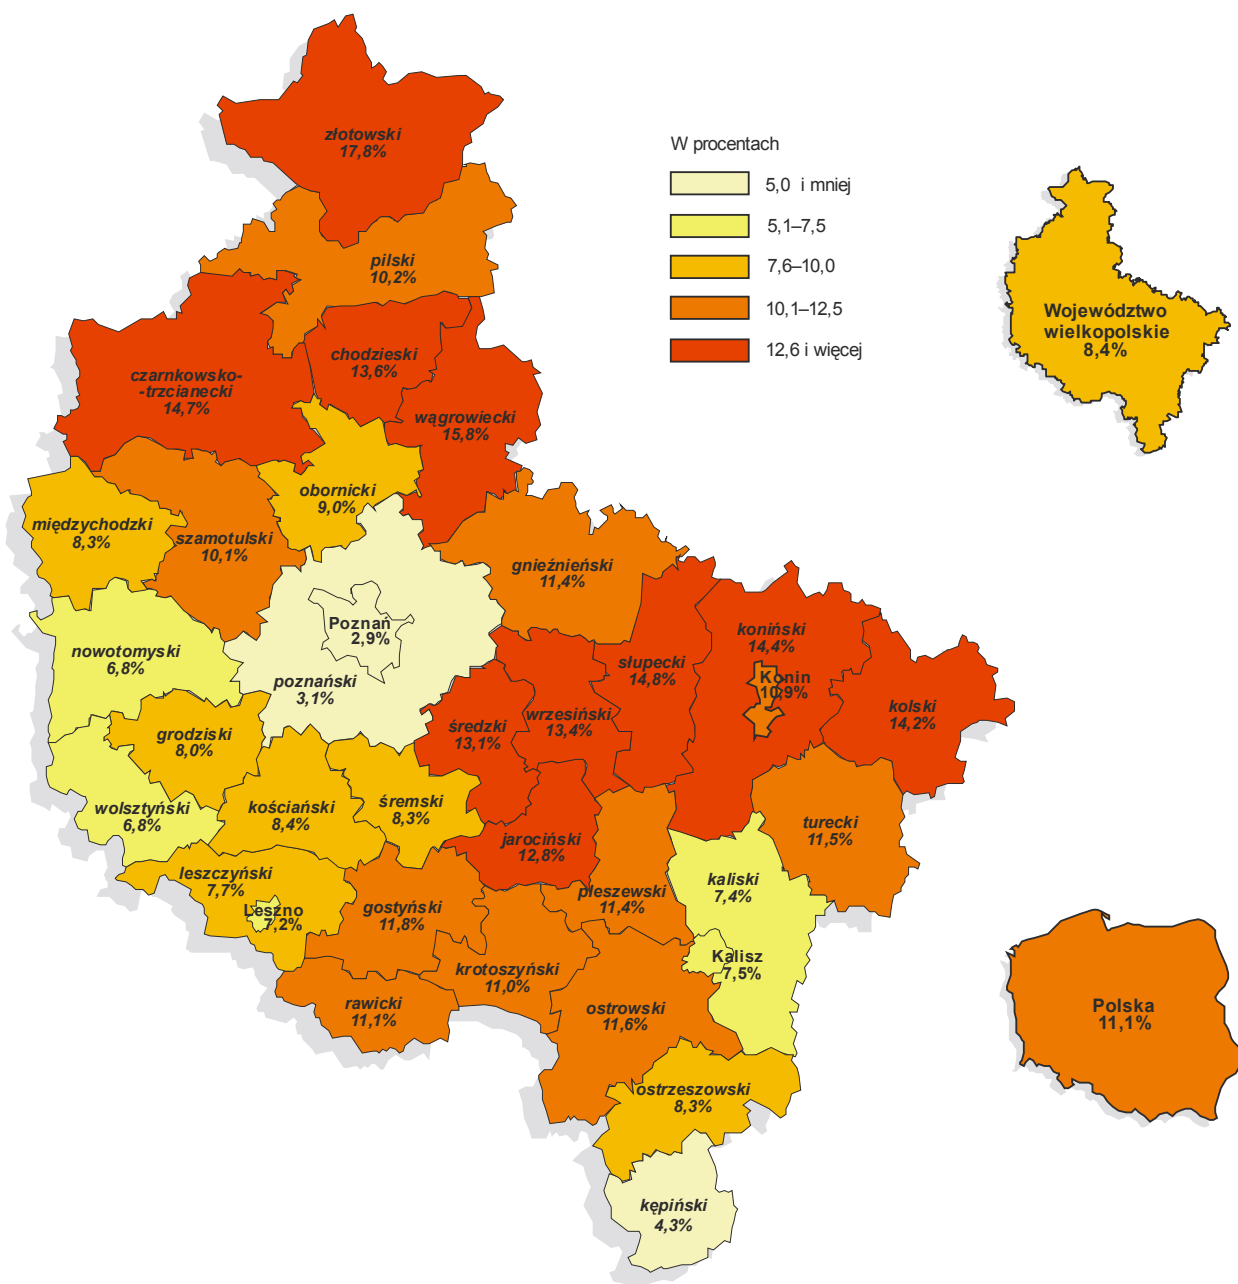 złotowski
17,8%
W procentach
5,0 i mniej
5,1–7,5
7,6–10,0
10,1–12,5
12,6 i więcej
Województwo
wielkopolskie
8,4%
pilski
10,2%
chodzieski
13,6%
czarnkowsko-
-trzcianecki
14,7%
wągrowiecki
15,8%
obornicki
9,0%
międzychodzki
8,3%
szamotulski
10,1%
gnieźnieński
11,4%
Poznań
2,9%
poznański
3,1%
nowotomyski
6,8%
słupecki
14,8%
koniński
14,4%
Konin
10,9%
kolski
14,2%
grodziski
8,0%
średzki
13,1%
wrzesiński
13,4%
wolsztyński
6,8%
kościański
8,4%
śremski
8,3%
jarociński
12,8%
turecki
11,5%
leszczyński
7,7%
Leszno
7,2%
gostyński
11,8%
pleszewski
11,4%
kaliski
7,4%
Kalisz
7,5%
krotoszyński
11,0%
rawicki
11,1%
ostrowski
11,6%
Polska
11,1%
ostrzeszowski
8,3%
kępiński
4,3%